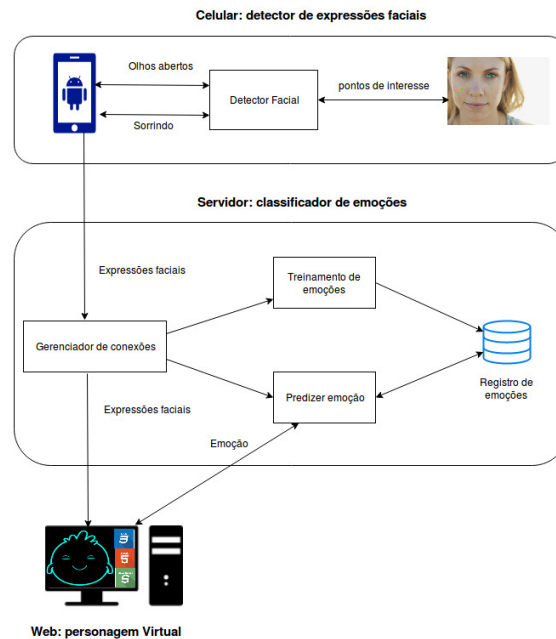 Celular: detector de expressões faciais
Olhos abertos
Detector Facial
pontos de interesse
Sorrindo
Servidor: classificador de emoções
Expressões faciais
Treinamento de
emoções
Gerenciador de conexões
Registro de
emoções
Predizer emoção
Expressões faciais
Emoção
Web: personagem Virtual